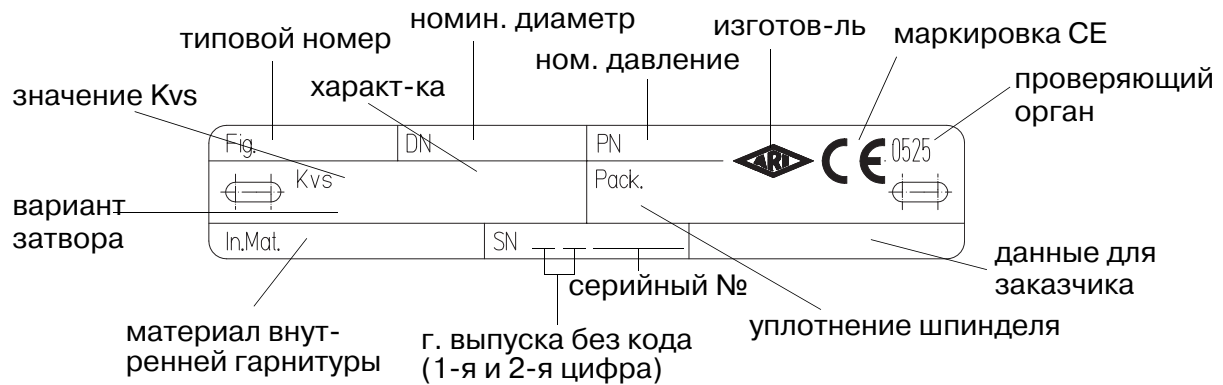 номин. диаметр
изготов-ль
типовой номер
маркировка CE
ном. давление
проверяющий
орган
значение Kvs
характ-ка
Fig.
DN
PN
ARI
CE
0525
Kvs
Pack.
вариант
затвора
In.Mat.
SN
данные для
заказчика
серийный №
материал внут-
ренней гарнитуры
г. выпуска без кода
(1-я и 2-я цифра)
уплотнение шпинделя